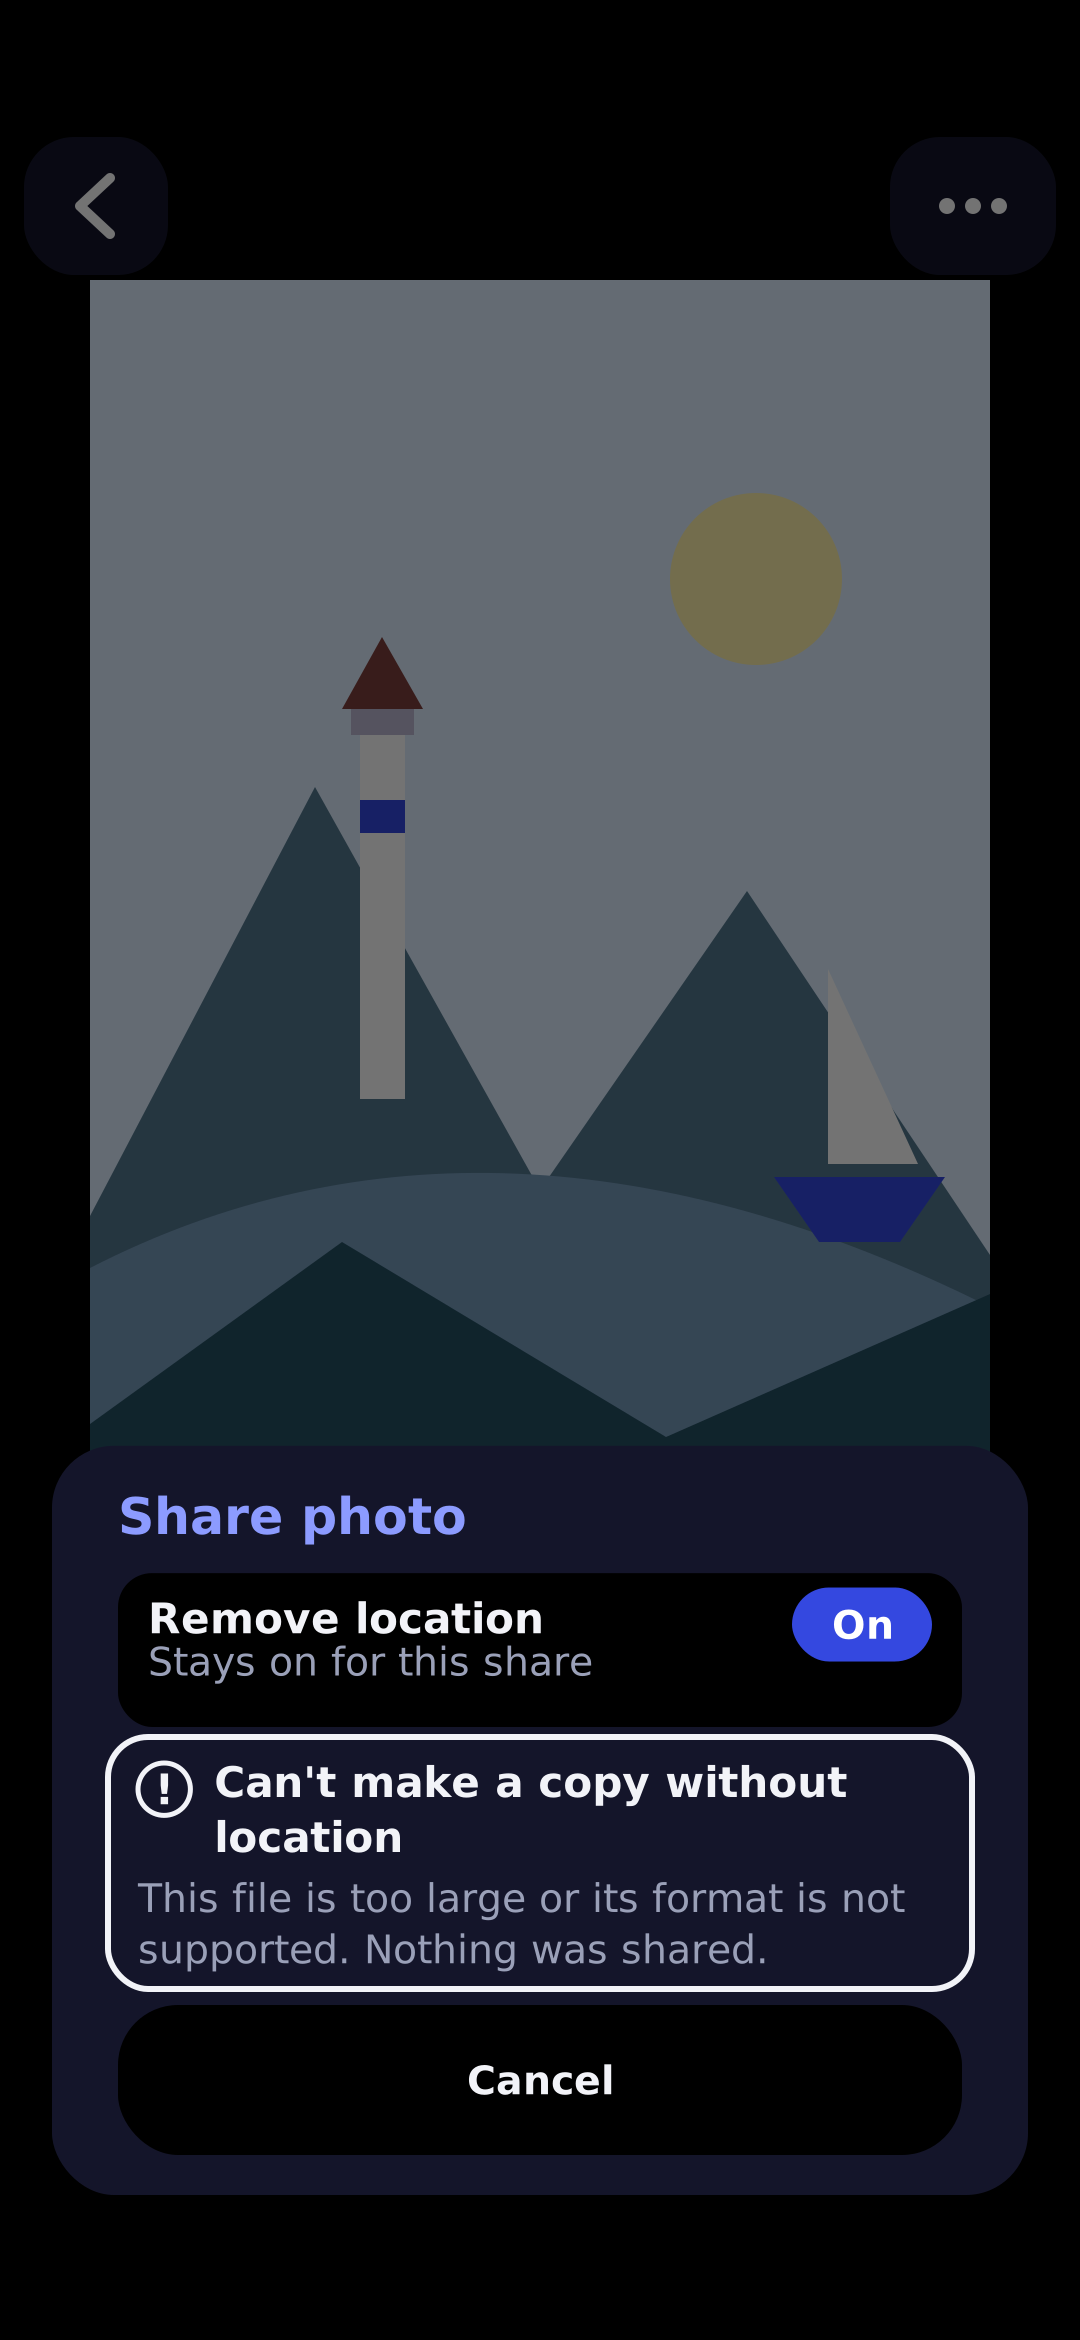 Share photo
Remove location
On
Stays on for this share
!
Can't make a copy without
location
This file is too large or its format is not
supported. Nothing was shared.
Cancel